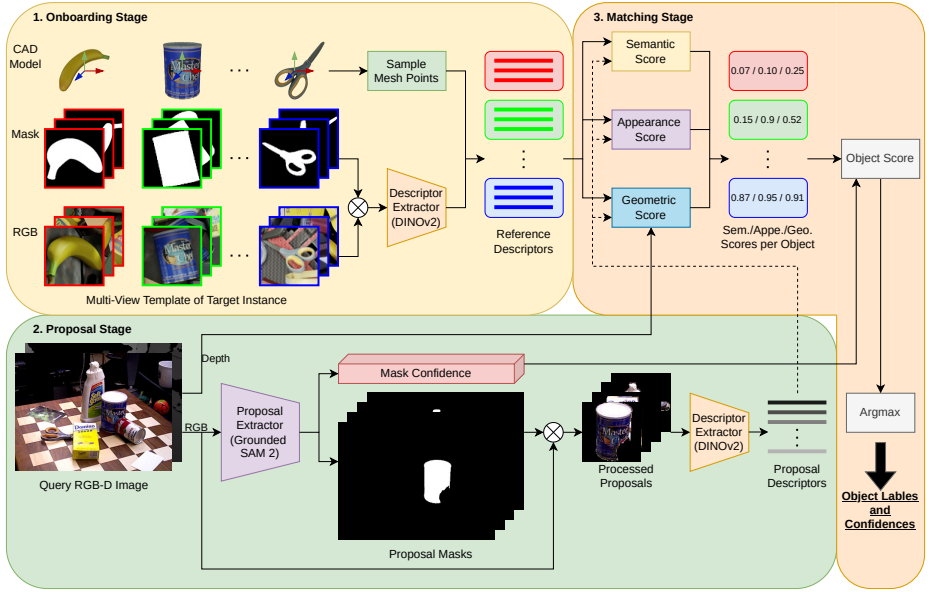 1. Onboarding Stage
CAD
Model
Sample
Mesh Points
Mask
Descriptor
Extractor
(DINOv2)
RGB
Reference
Descriptors
Multi-View Template of Target Instance
3. Matching Stage
Semantic
Score
Appearance
Score
Geometric
Score
0.07 / 0.10 / 0.25
0.15 / 0.9 / 0.52
0.87 / 0.95 / 0.91
Sem./Appe./Geo.
Scores per Object
Object Score
Argmax
Object Lables
and
Confidences
2. Proposal Stage
Depth
RGB
Query RGB-D Image
Proposal
Extractor
(Grounded
SAM 2)
Mask Confidence
Proposal Masks
Processed
Proposals
Descriptor
Extractor
(DINOv2)
Proposal
Descriptors
Master
Domino